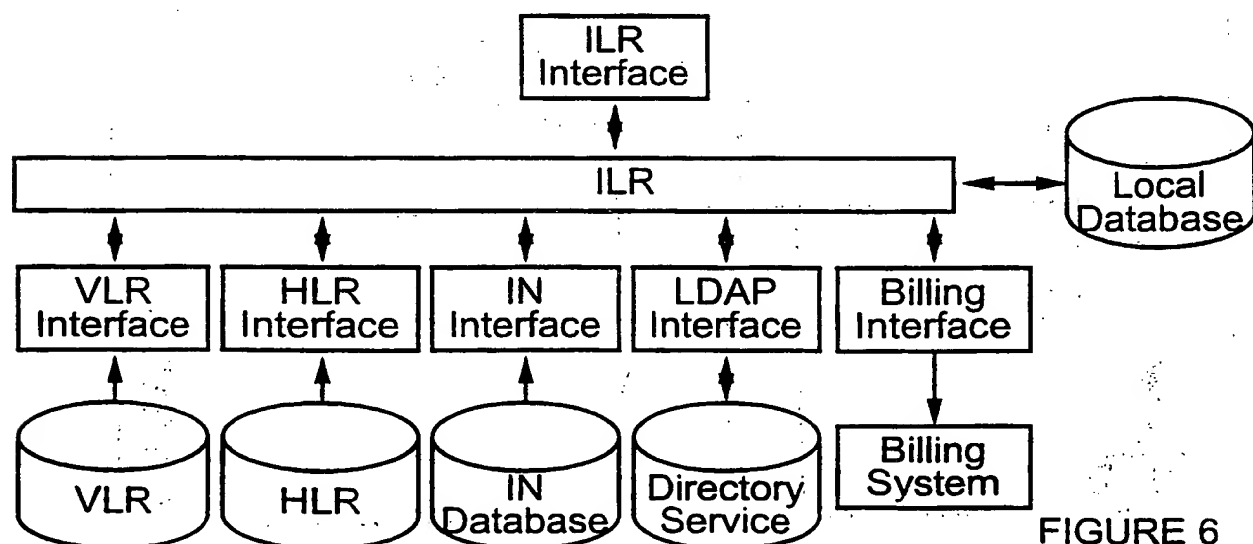 ILR
Interface
ILR
Local
Database
VLR
Interface
HLR
Interface
IN
Interface
LDAP
Interface
Billing
Interface
VLR
HLR
IN
Database
Directory
Service
Billing
System
FIGURE 6